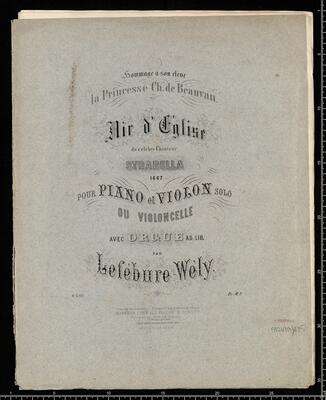 Hommage à son élève
la Princesse Ch. de Beauvau
Air d'Eglise
du célèbre Chanteur
STRADELLA
1667
POUR PIANO et VIOLON SOLO
OU VIOLONCELLE
AVEC ORGUE AD. LIB.
PAR
Lefébure Wély.